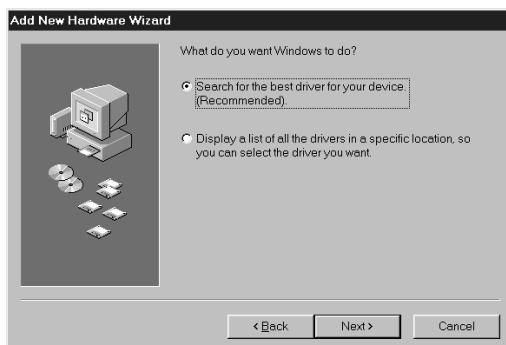 Add New Hardware Wizard
What do you want Windows to do?
Search for the best driver for your device.
(Recommended).
Display a list of all the drivers in a specific location, so
you can select the driver you want.
< Back
Next >
Cancel